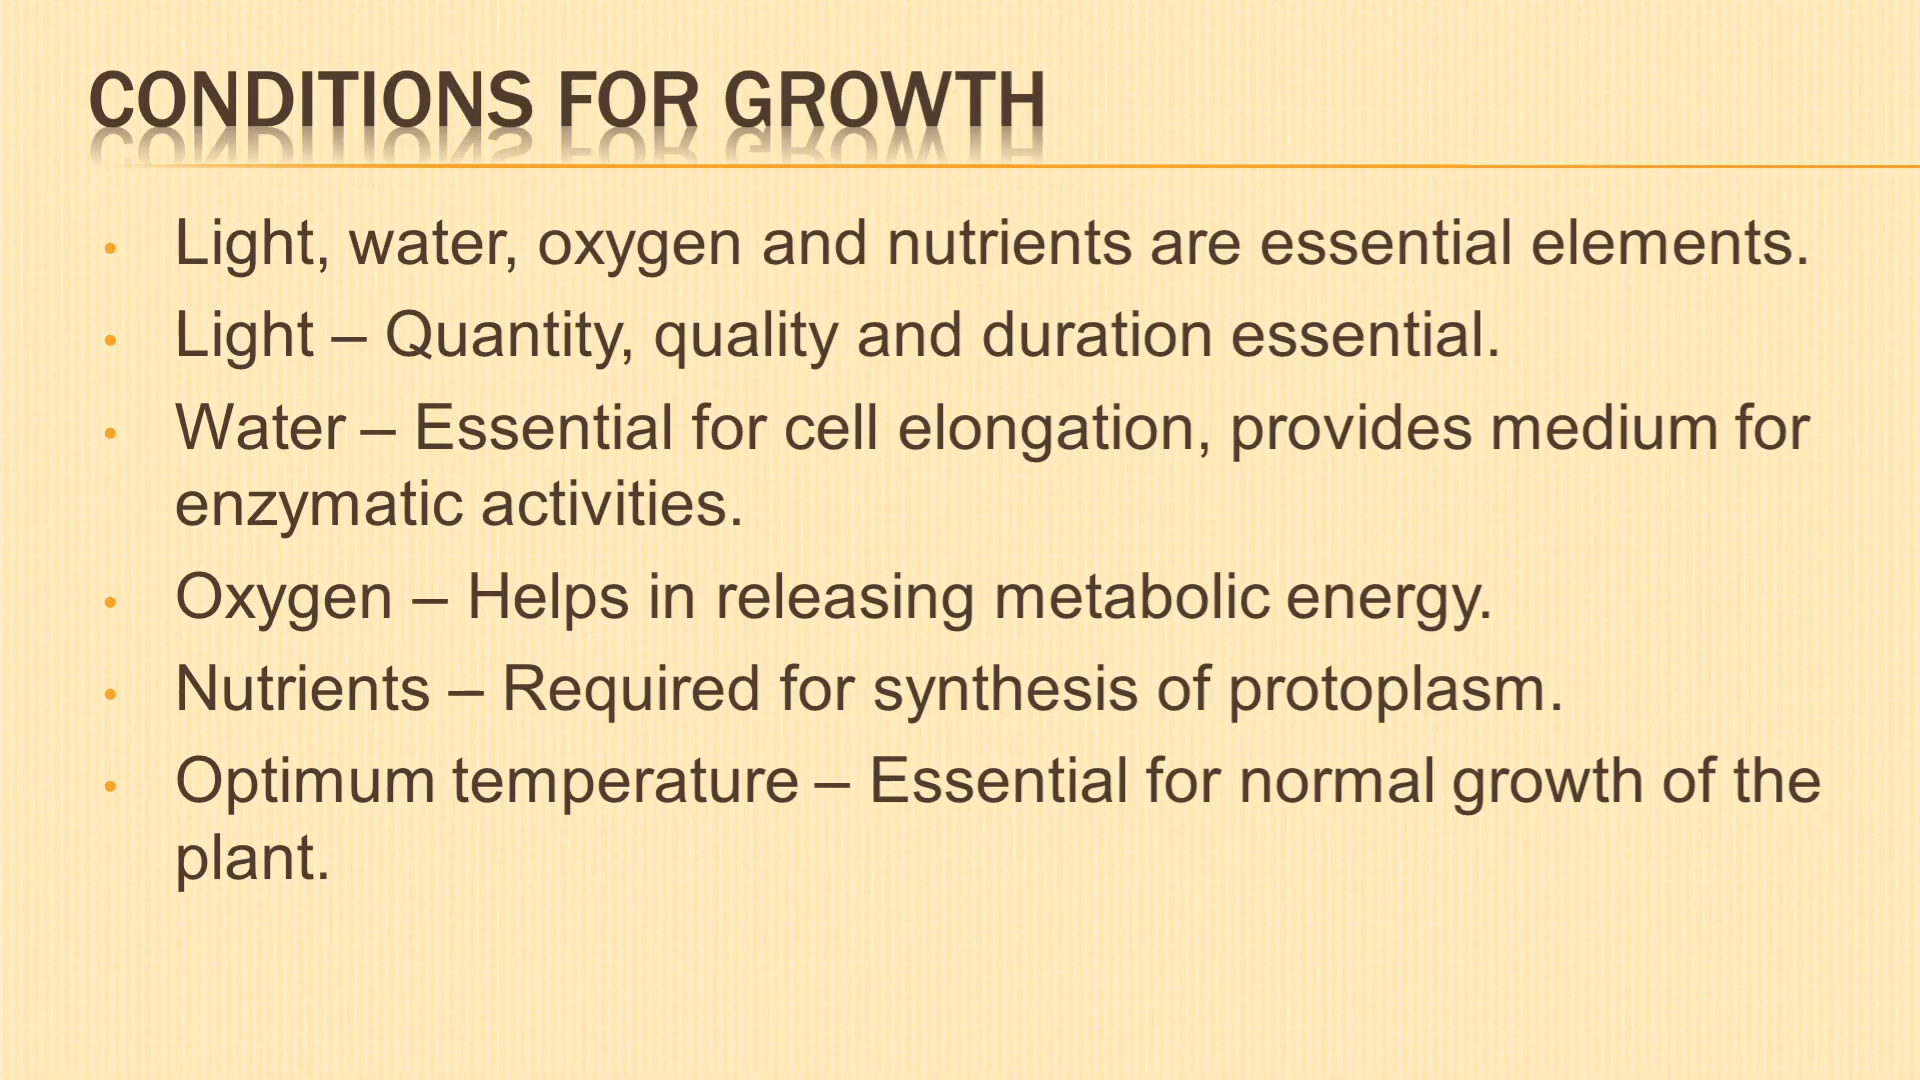 CONDITIONS FOR GROWTH
• Light, water, oxygen and nutrients are essential elements.
• Light – Quantity, quality and duration essential.
• Water – Essential for cell elongation, provides medium for
enzymatic activities.
• Oxygen – Helps in releasing metabolic energy.
• Nutrients – Required for synthesis of protoplasm.
• Optimum temperature – Essential for normal growth of the
plant.